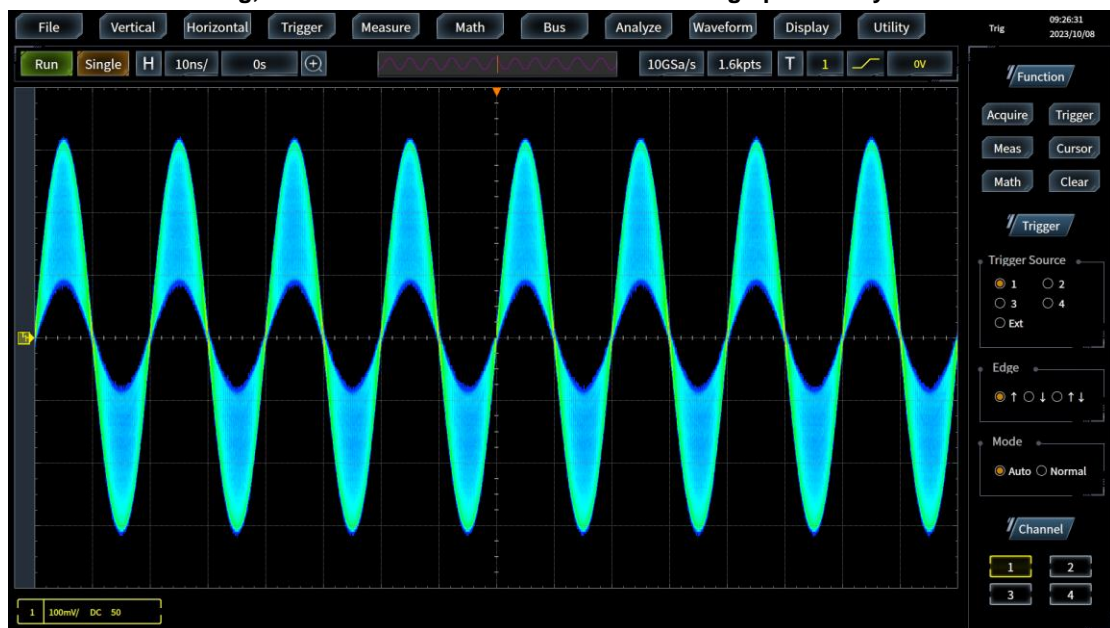 File Vertical Horizontal Trigger Measure Math Bus Analyze Waveform Display Utility Trig 09:26:31
2023/10/08
Run Single H 10ns/ 0s 10GSa/s 1.6kpts T 1 0V
Function
Acquire Trigger
Meas Cursor
Math Clear
Trigger
Trigger Source
1 2
3 4
Ext
Edge
↑ ↓ ↑↓
Mode
Auto Normal
Channel
1 2
3 4
1 100mV/ DC 50